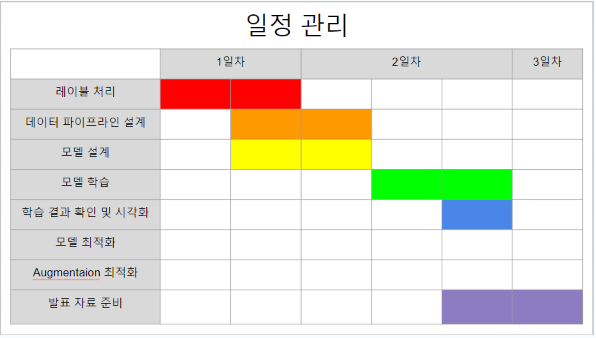 일정 관리
1일차 2일차 3일차
레이블 처리
데이터 파이프라인 설계
모델 설계
모델 학습
학습 결과 확인 및 시각화
모델 최적화
Augmentaion 최적화
발표 자료 준비